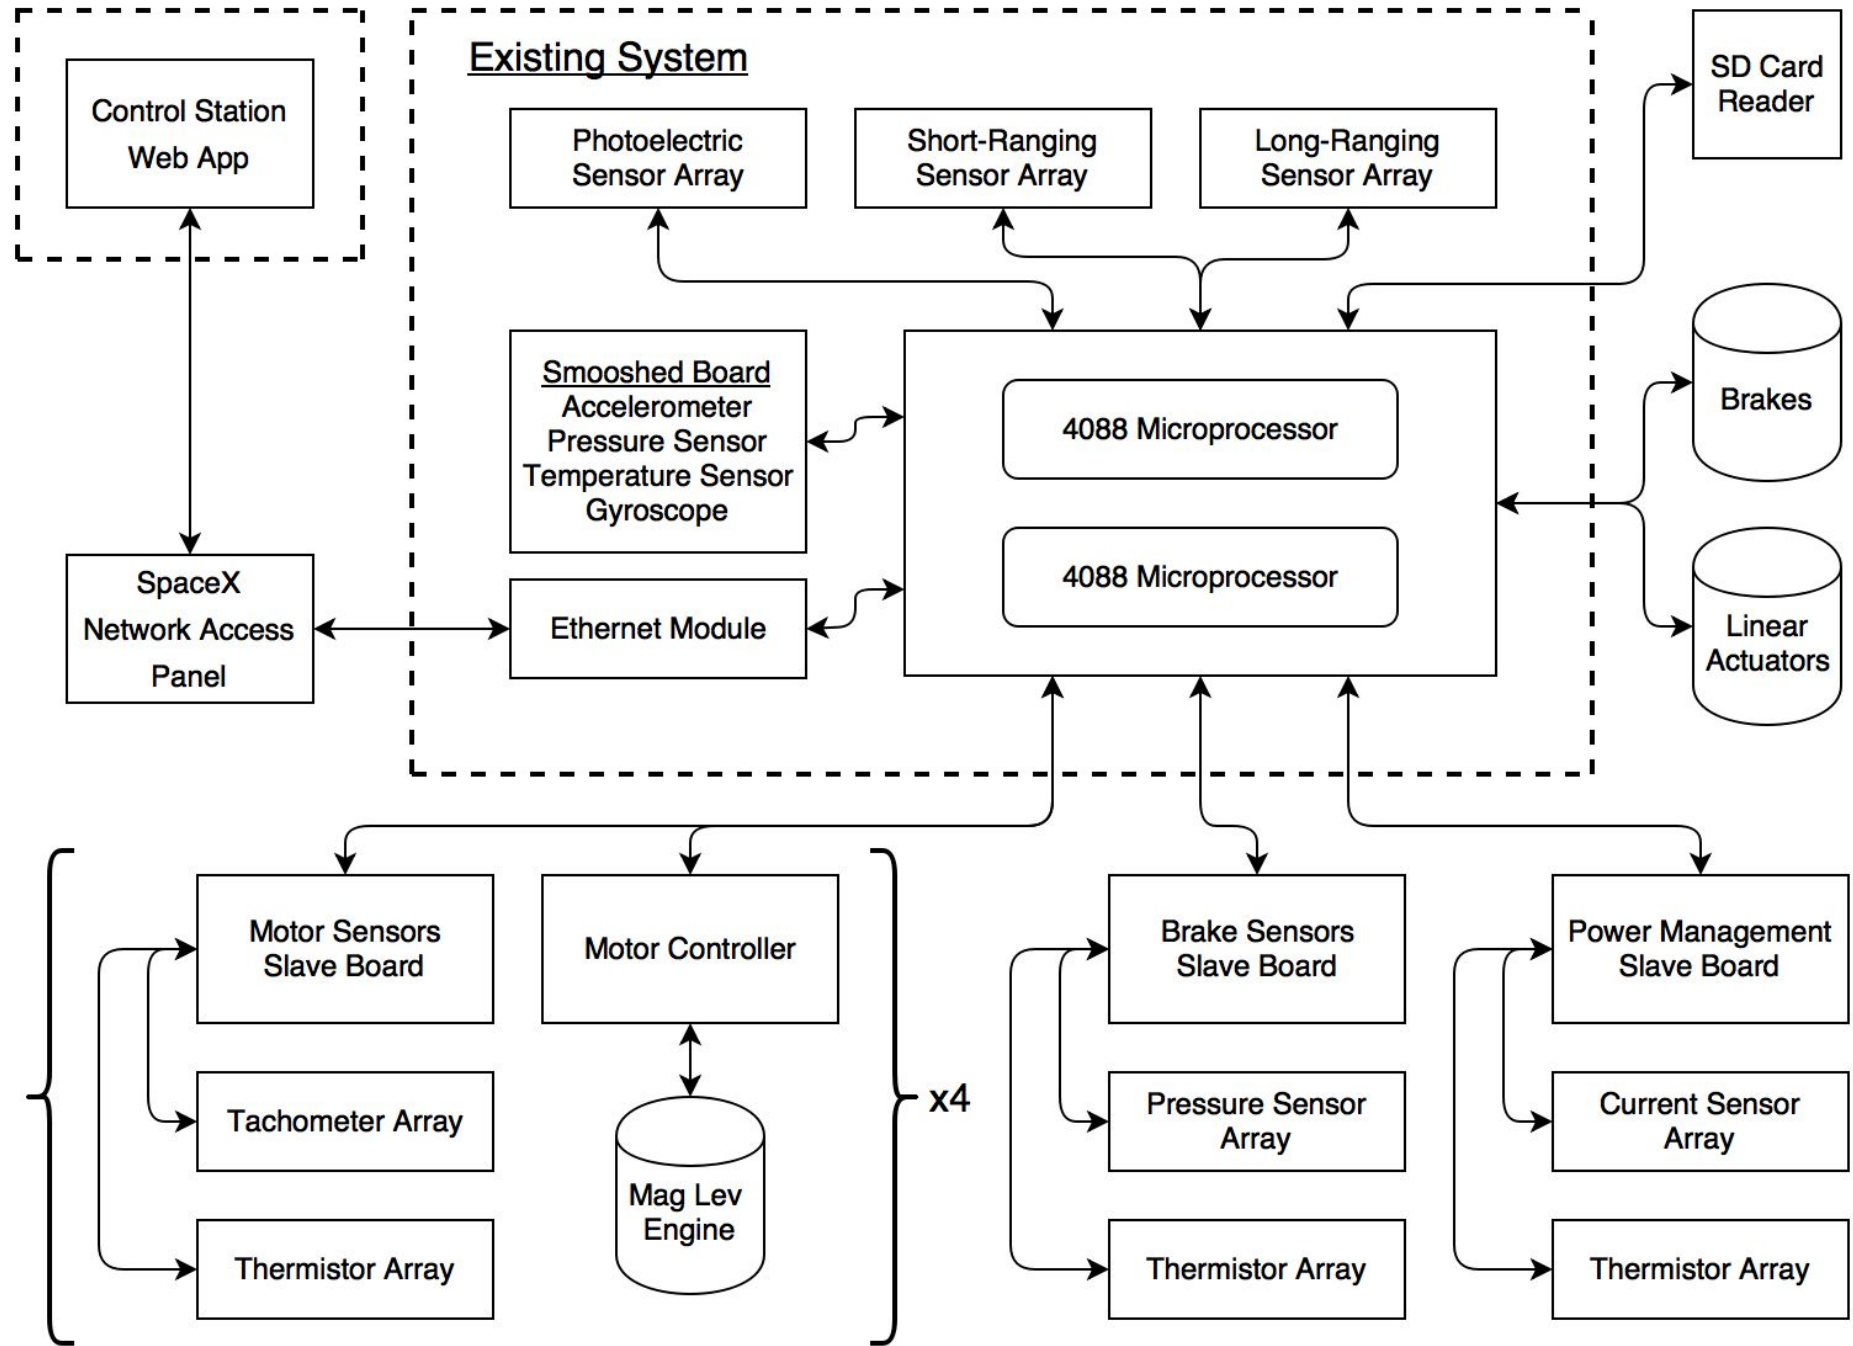 Existing System
Control Station
Web App
Photoelectric
Sensor Array
Short-Ranging
Sensor Array
Long-Ranging
Sensor Array
SD Card
Reader
Smooshed Board
Accelerometer
Pressure Sensor
Temperature Sensor
Gyroscope
4088 Microprocessor
4088 Microprocessor
Brakes
Linear
Actuators
SpaceX
Network Access
Panel
Ethernet Module
Motor Sensors
Slave Board
Motor Controller
Brake Sensors
Slave Board
Power Management
Slave Board
Tachometer Array
Mag Lev
Engine
x4
Pressure Sensor
Array
Current Sensor
Array
Thermistor Array
Thermistor Array
Thermistor Array